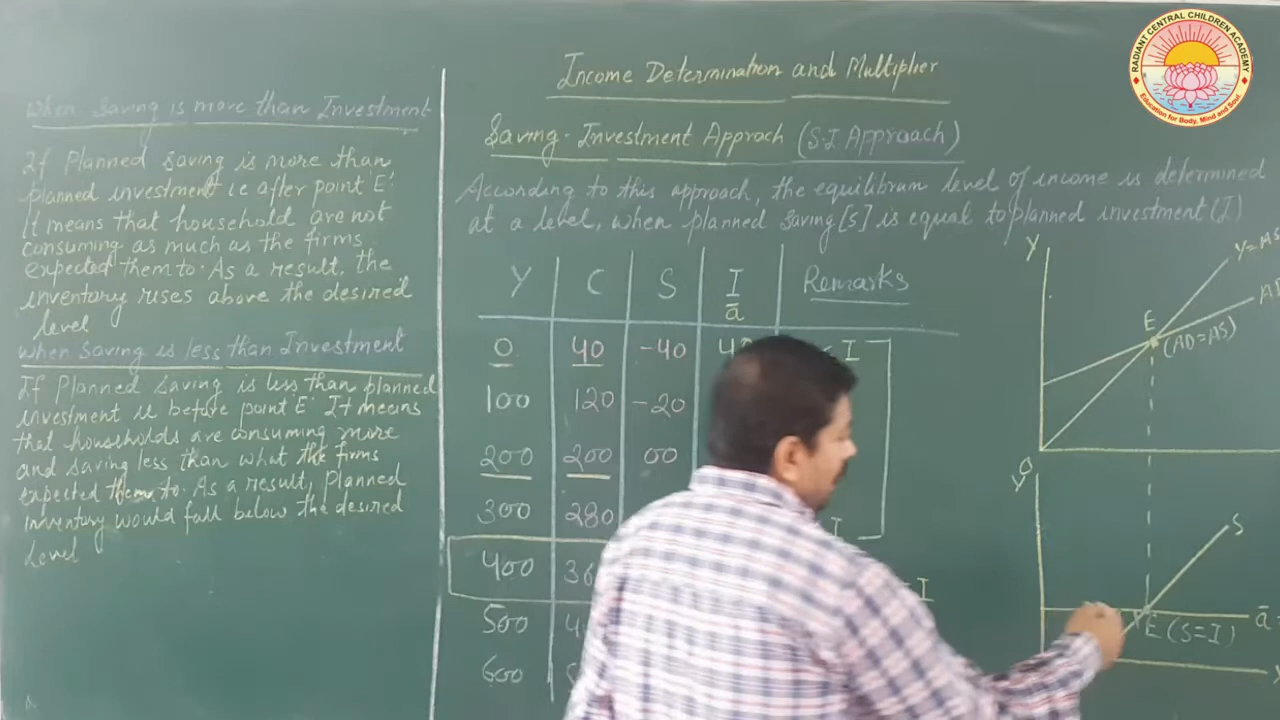 RADIANT CENTRAL CHILDREN ACADEMY
Education for Body, Mind and Soul
Income Determination and Multiplier
Saving-Investment Approch (S-I Approach)
According to this approach, the equilibrum level of income is determined
at a level, when planned saving [S] is equal to planned investment (I)
When Saving is more than Investment
If Planned Saving is more than
planned investment i.e after point E'
It means that household are not
consuming as much as the firms
expected them to. As a result, the
inventory rises above the desired
level
When Saving is less than Investment
If Planned Saving is less than planned
investment ie before point E' It means
that households are consuming more
and saving less than what the firms
expected them to. As a result, Planned
inventory would fall below the desired
level
Y C S I Remarks
ā
0 40 -40 I
100 120 -20
200 200 00
300 280 I
400 I
500
600
Y
Y=AS
E
(AD=AS)
O
Y
S
E (S=I)
ā